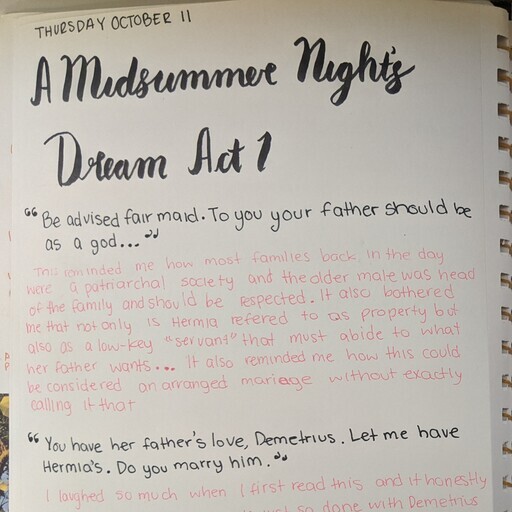 THURSDAY OCTOBER 11
A Midsummer Night's
Dream Act 1
"Be advised fair maid. To you your father should be
as a god..."
This reminded me how most families back in the day
were a patriarchal society and the older male was head
of the family and should be respected. It also bothered
me that not only is Hermia refered to as property but
also as a low-key "servant" that must abide to what
her father wants... It also reminded me how this could
be considered an arranged mariage without exactly
calling it that
"You have her father's love, Demetrius. Let me have
Hermia's. Do you marry him."
I laughed so much when I first read this and it honestly
just so done with Demetrius